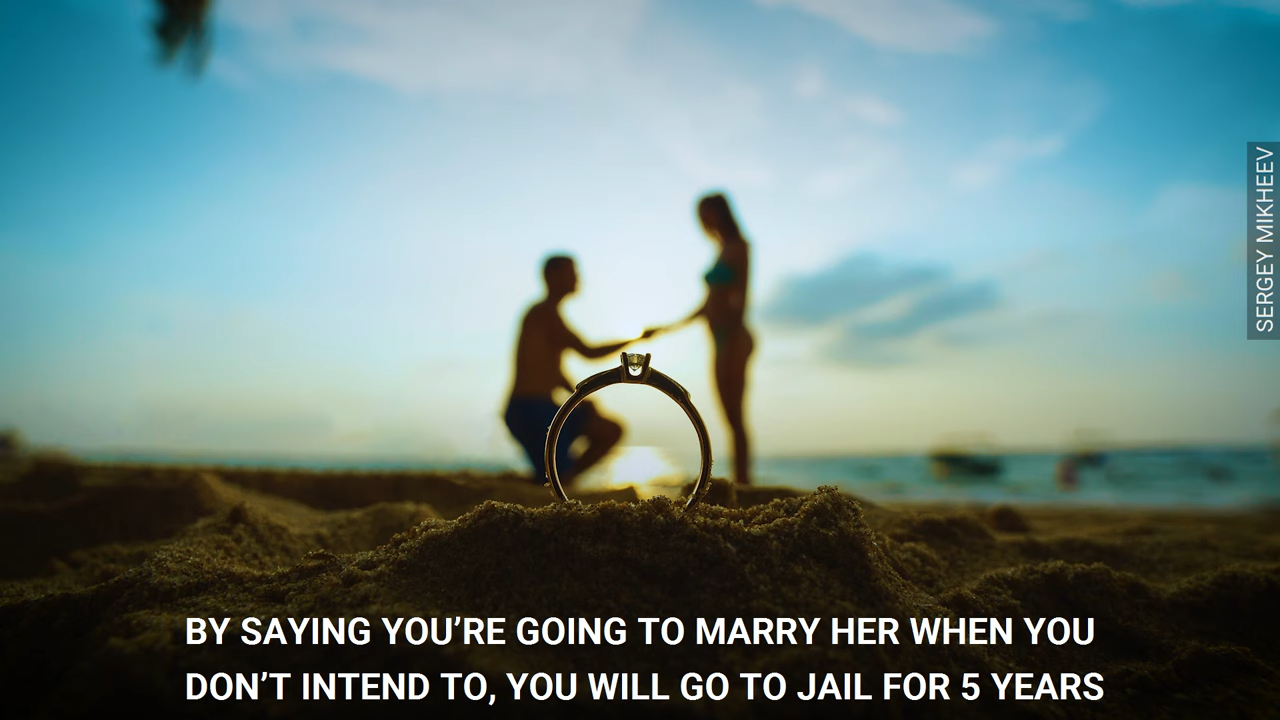 BY SAYING YOU’RE GOING TO MARRY HER WHEN YOU
DON’T INTEND TO, YOU WILL GO TO JAIL FOR 5 YEARS
SERGEY MIKHEEV